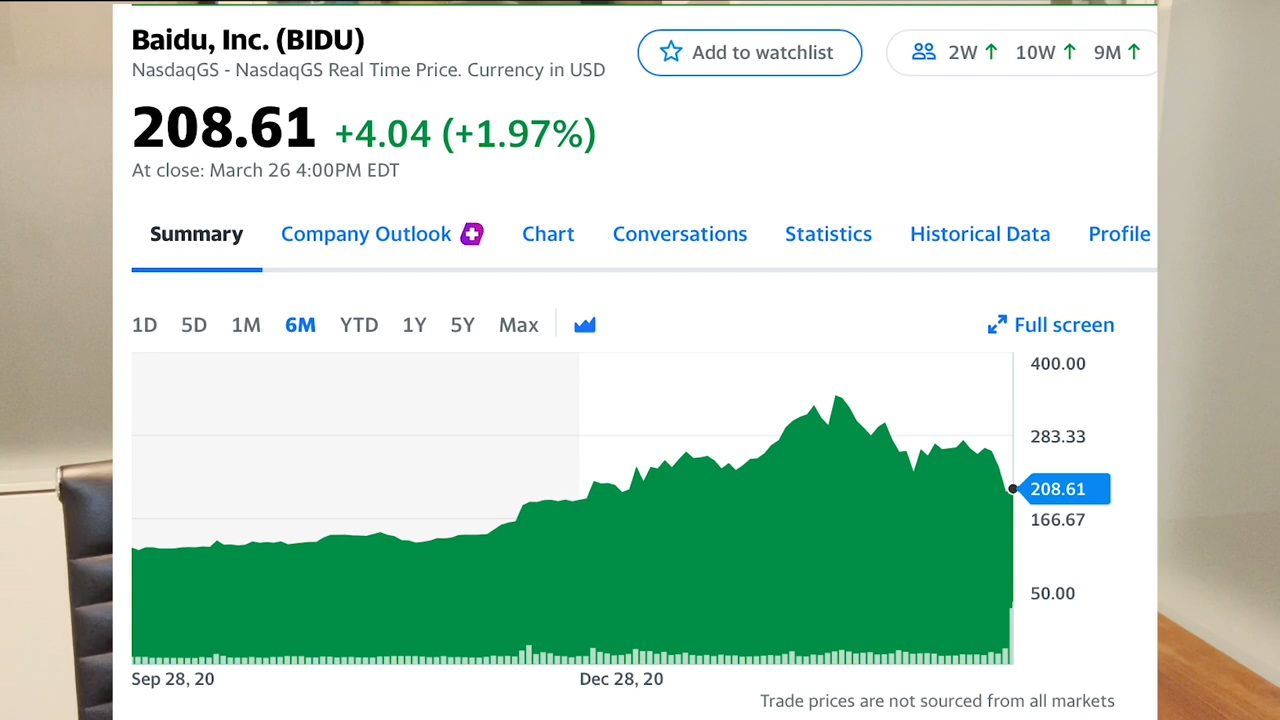 Baidu, Inc. (BIDU)
NasdaqGS - NasdaqGS Real Time Price. Currency in USD
Add to watchlist
2W ↑ 10W ↑ 9M ↑
208.61 +4.04 (+1.97%)
At close: March 26 4:00PM EDT
Summary Company Outlook Chart Conversations Statistics Historical Data Profile
1D 5D 1M 6M YTD 1Y 5Y Max
Full screen
400.00
283.33
208.61
166.67
50.00
Sep 28, 20 Dec 28, 20
Trade prices are not sourced from all markets